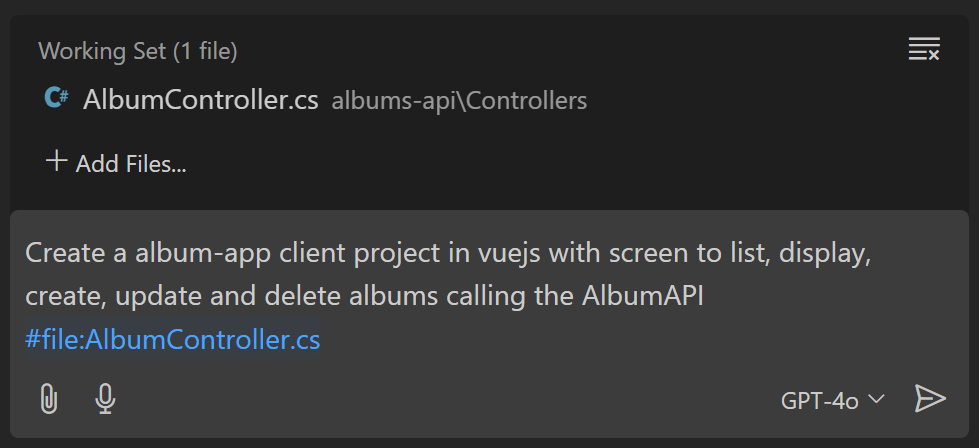 Working Set (1 file)
C# AlbumController.cs albums-api\Controllers
+ Add Files...
Create a album-app client project in vuejs with screen to list, display,
create, update and delete albums calling the AlbumAPI
#file:AlbumController.cs
GPT-4o